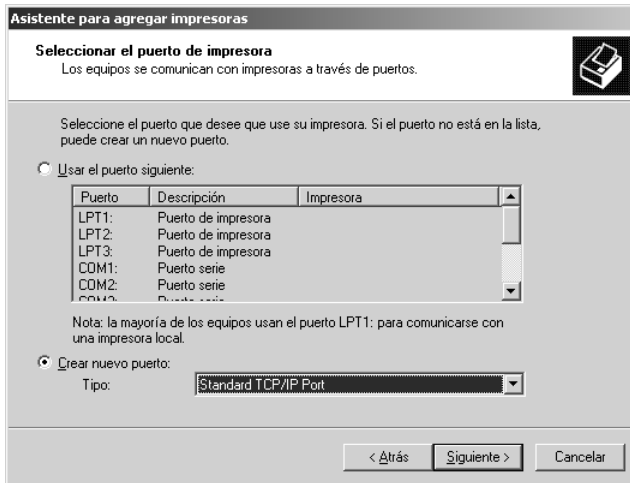 Asistente para agregar impresoras
Seleccionar el puerto de impresora
Los equipos se comunican con impresoras a través de puertos.
Seleccione el puerto que desee que use su impresora. Si el puerto no está en la lista,
puede crear un nuevo puerto.
Usar el puerto siguiente:
Puerto Descripción Impresora
LPT1: Puerto de impresora
LPT2: Puerto de impresora
LPT3: Puerto de impresora
COM1: Puerto serie
COM2: Puerto serie
Nota: la mayoría de los equipos usan el puerto LPT1: para comunicarse con
una impresora local.
Crear nuevo puerto:
Tipo: Standard TCP/IP Port
< Atrás Siguiente > Cancelar